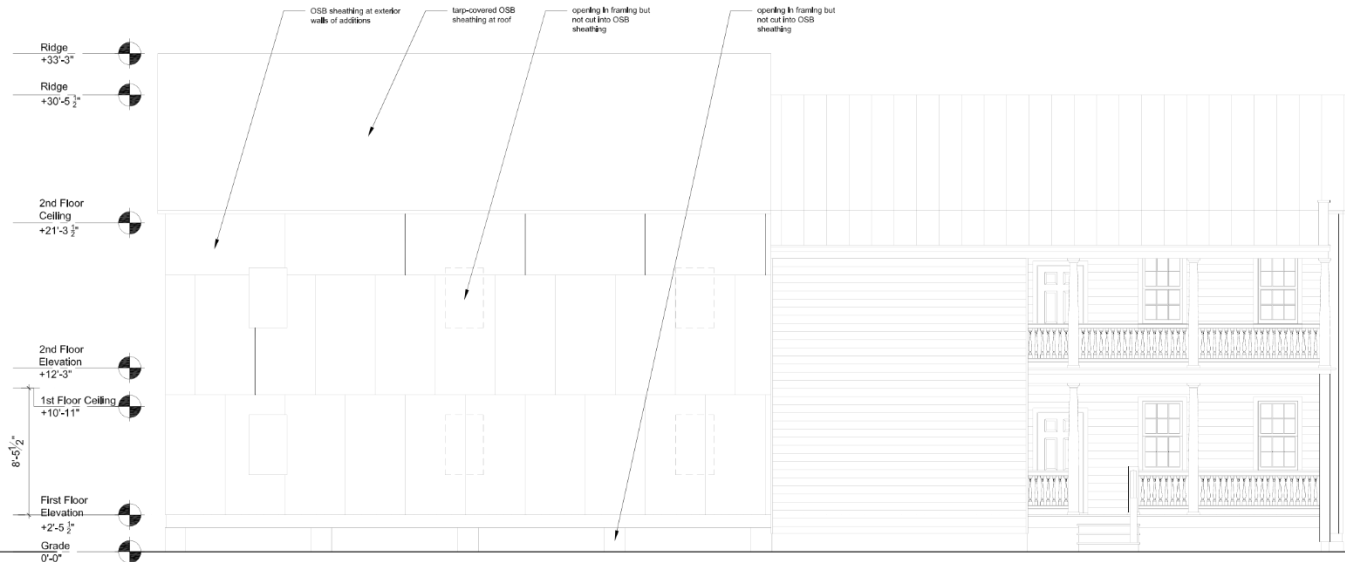 OSB sheathing at exterior
walls of additions
tarp-covered OSB
sheathing at roof
opening in framing but
not cut into OSB
sheathing
opening in framing but
not cut into OSB
sheathing
Ridge
+33'-3"
Ridge
+30'-5 1/2"
2nd Floor
Ceiling
+21'-3 1/2"
2nd Floor
Elevation
+12'-3"
1st Floor Ceiling
+10'-11"
8'-5 1/2"
First Floor
Elevation
+2'-5 1/2"
Grade
0'-0"